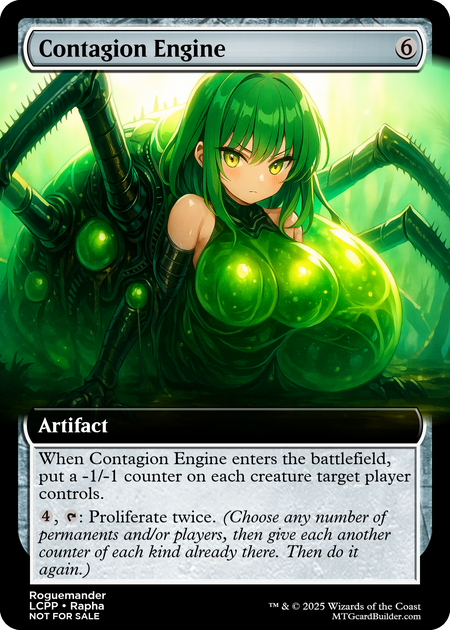 Contagion Engine 6
Artifact
When Contagion Engine enters the battlefield,
put a -1/-1 counter on each creature target player
controls.
4, : Proliferate twice. (Choose any number of
permanents and/or players, then give each another
counter of each kind already there. Then do it
again.)
Roguemander
LCPP • Rapha
NOT FOR SALE
™ & © 2025 Wizards of the Coast
MTGcardBuilder.com